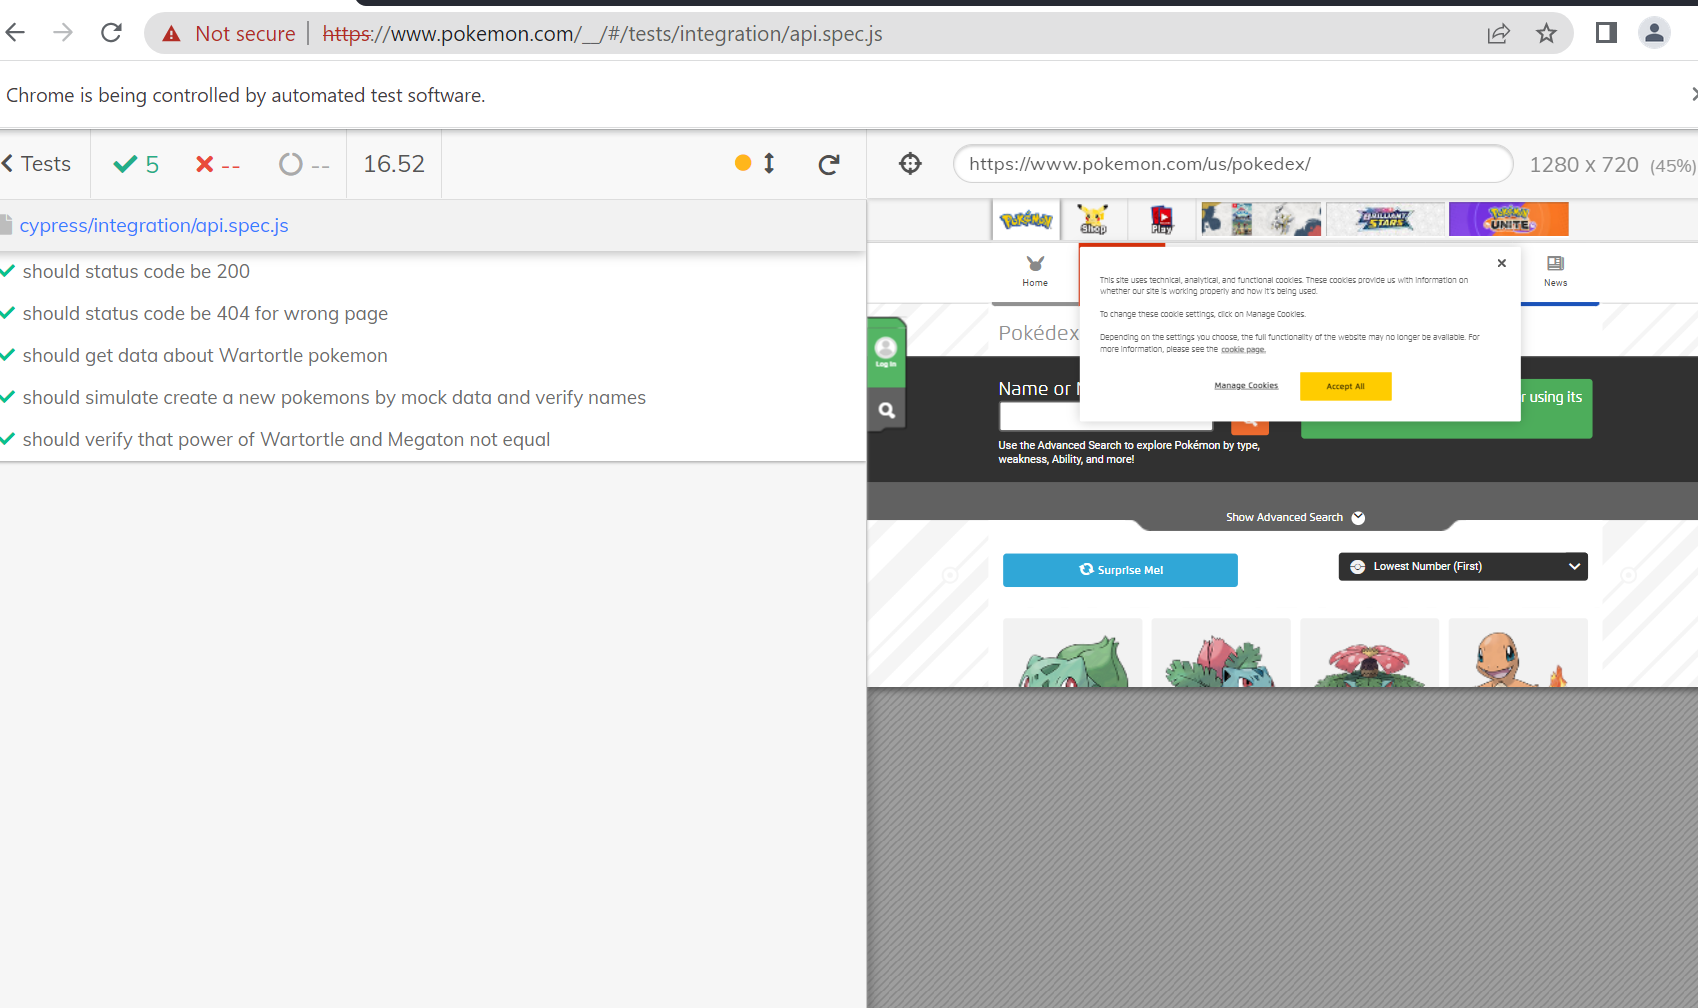 Not secure | https://www.pokemon.com/__/#/tests/integration/api.spec.js
Chrome is being controlled by automated test software.
Tests
5
--
--
16.52
https://www.pokemon.com/us/pokedex/
1280 x 720 (45%)
cypress/integration/api.spec.js
should status code be 200
should status code be 404 for wrong page
should get data about Wartortle pokemon
should simulate create a new pokemons by mock data and verify names
should verify that power of Wartortle and Megaton not equal
POKÉMON
Shop
Play
BRILLIANT STARS
POKÉMON UNITE
Home
News
This site uses technical, analytical, and functional cookies. These cookies provide us with information on
whether our site is working properly and how it's being used.
To change these cookie settings, click on Manage Cookies.
Depending on the settings you choose, the full functionality of the website may no longer be available. For
more information, please see the cookie page.
Manage Cookies
Accept All
Pokédex
Log In
Name or
r using its
Use the Advanced Search to explore Pokémon by type,
weakness, Ability, and more!
Show Advanced Search
Surprise Me!
Lowest Number (First)